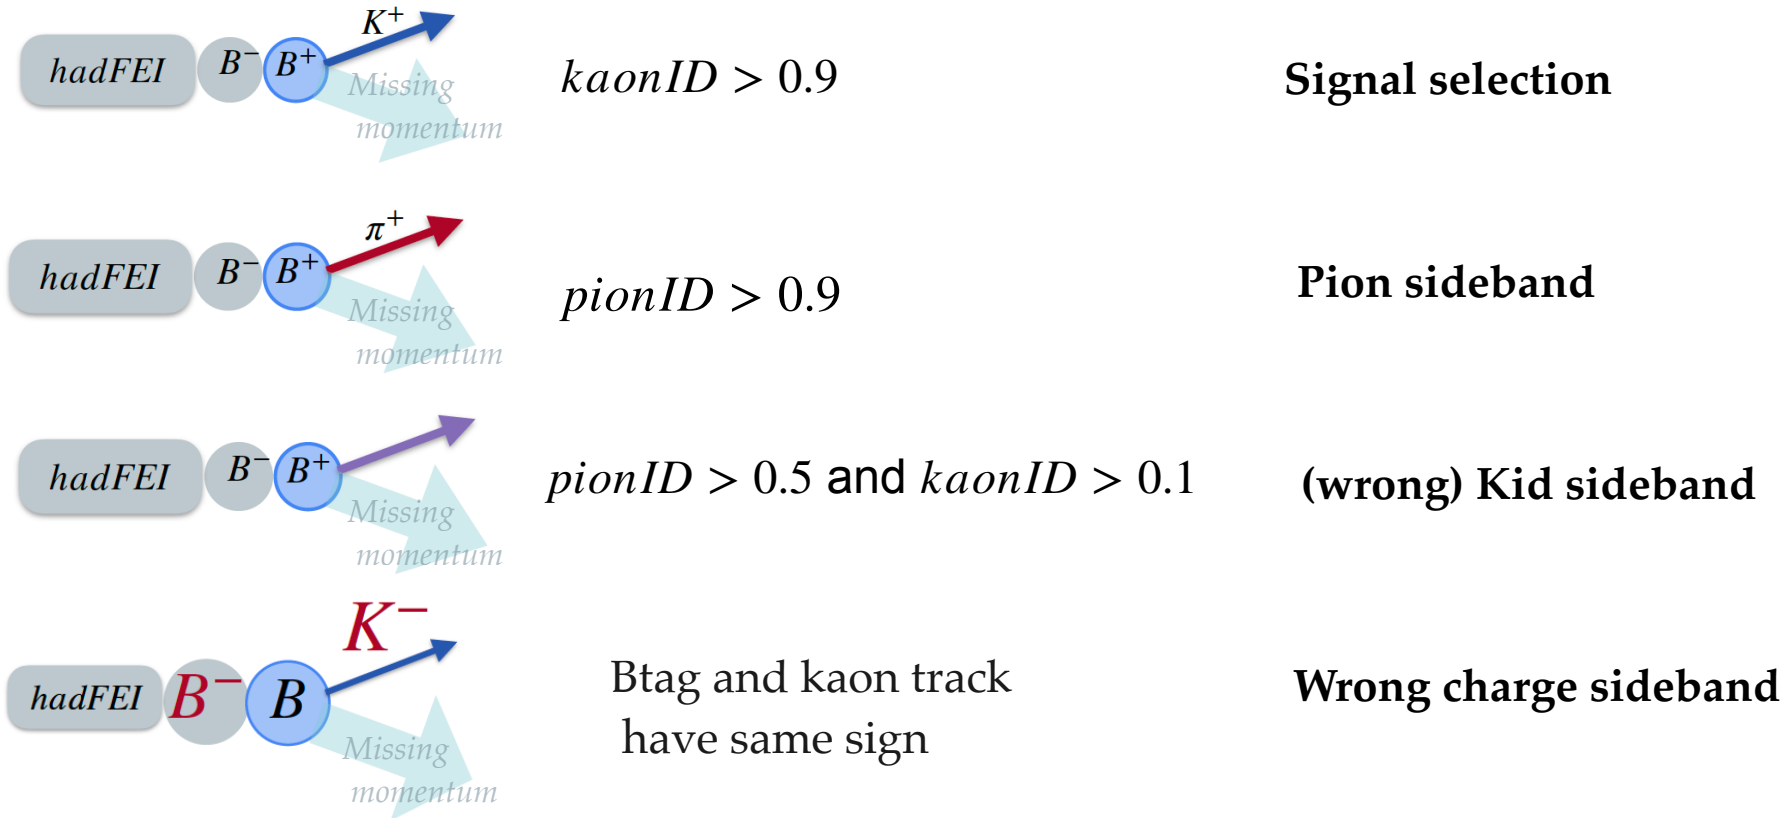 K⁺
hadFEI B⁻ B⁺ Missing momentum kaonID > 0.9 Signal selection
π⁺
hadFEI B⁻ B⁺ Missing momentum pionID > 0.9 Pion sideband
hadFEI B⁻ B⁺ Missing momentum pionID > 0.5 and kaonID > 0.1 (wrong) Kid sideband
K⁻
hadFEI B⁻ B Missing momentum
Btag and kaon track
have same sign
Wrong charge sideband